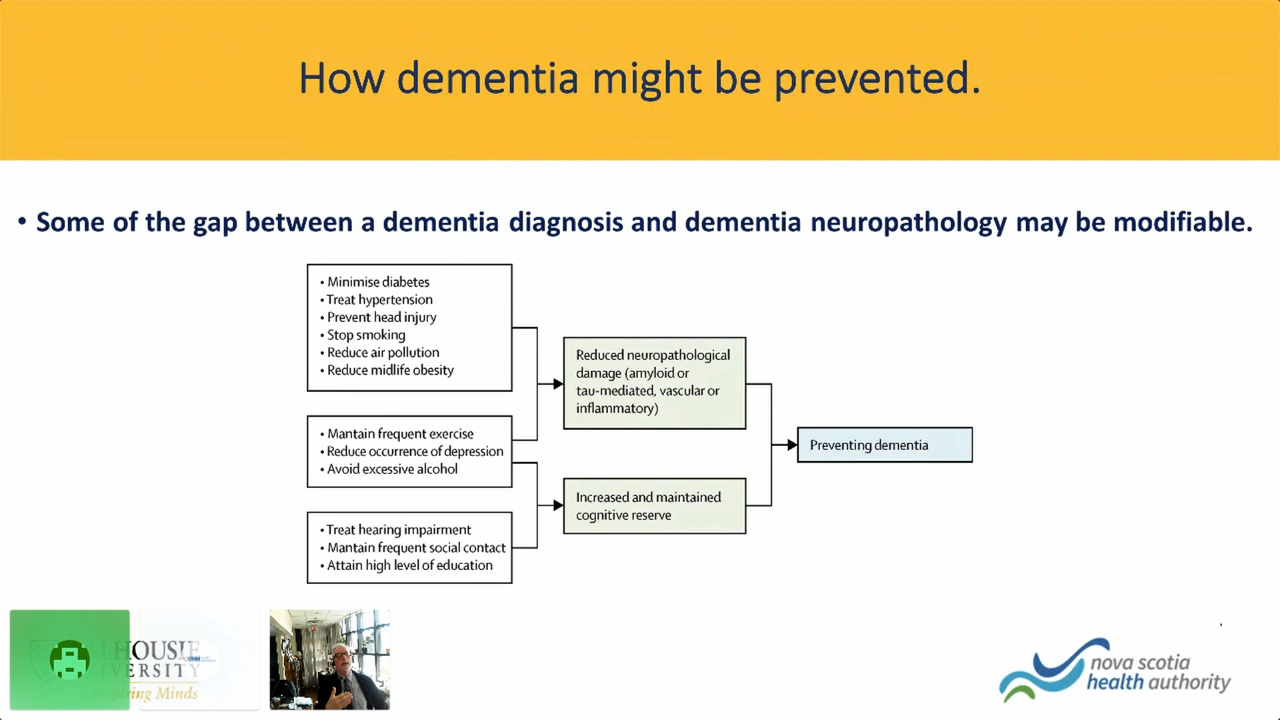 How dementia might be prevented.
• Some of the gap between a dementia diagnosis and dementia neuropathology may be modifiable.
• Minimise diabetes
• Treat hypertension
• Prevent head injury
• Stop smoking
• Reduce air pollution
• Reduce midlife obesity
• Mantain frequent exercise
• Reduce occurrence of depression
• Avoid excessive alcohol
• Treat hearing impairment
• Mantain frequent social contact
• Attain high level of education
Reduced neuropathological
damage (amyloid or
tau-mediated, vascular or
inflammatory)
Increased and maintained
cognitive reserve
Preventing dementia
Minds
nova scotia
health authority